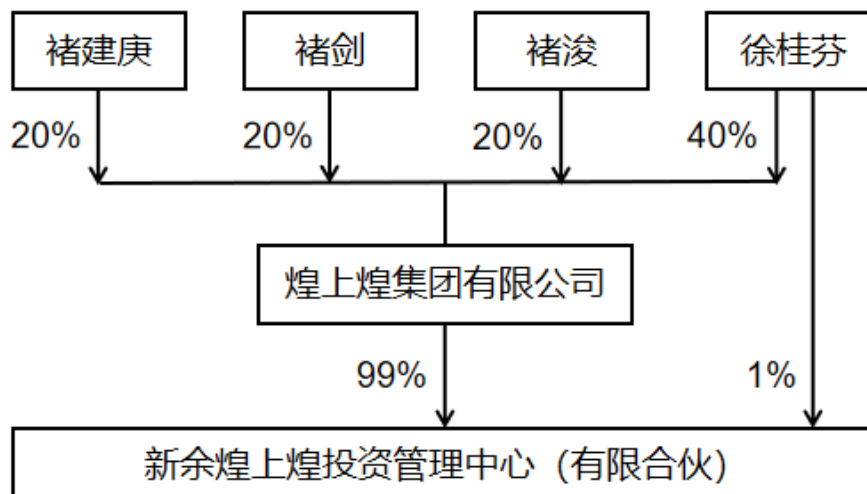 褚建庚
褚剑
褚浚
徐桂芬
20%
20%
20%
40%
煌上煌集团有限公司
99%
1%
新余煌上煌投资管理中心（有限合伙）